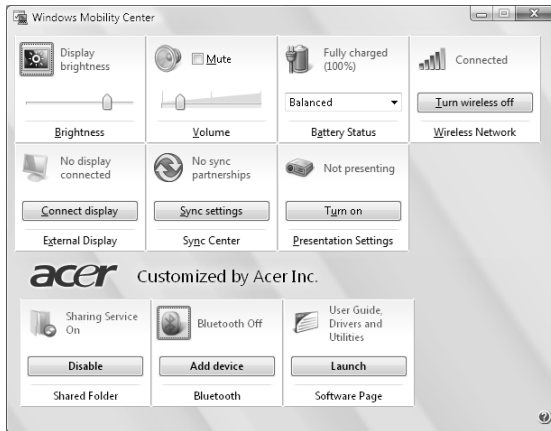 Windows Mobility Center
Display
brightness
Brightness
Mute
Volume
Fully charged
(100%)
Balanced
Battery Status
Connected
Turn wireless off
Wireless Network
No display
connected
Connect display
External Display
No sync
partnerships
Sync settings
Sync Center
Not presenting
Turn on
Presentation Settings
acer Customized by Acer Inc.
Sharing Service
On
Disable
Shared Folder
Bluetooth Off
Add device
Bluetooth
User Guide,
Drivers and
Utilities
Launch
Software Page